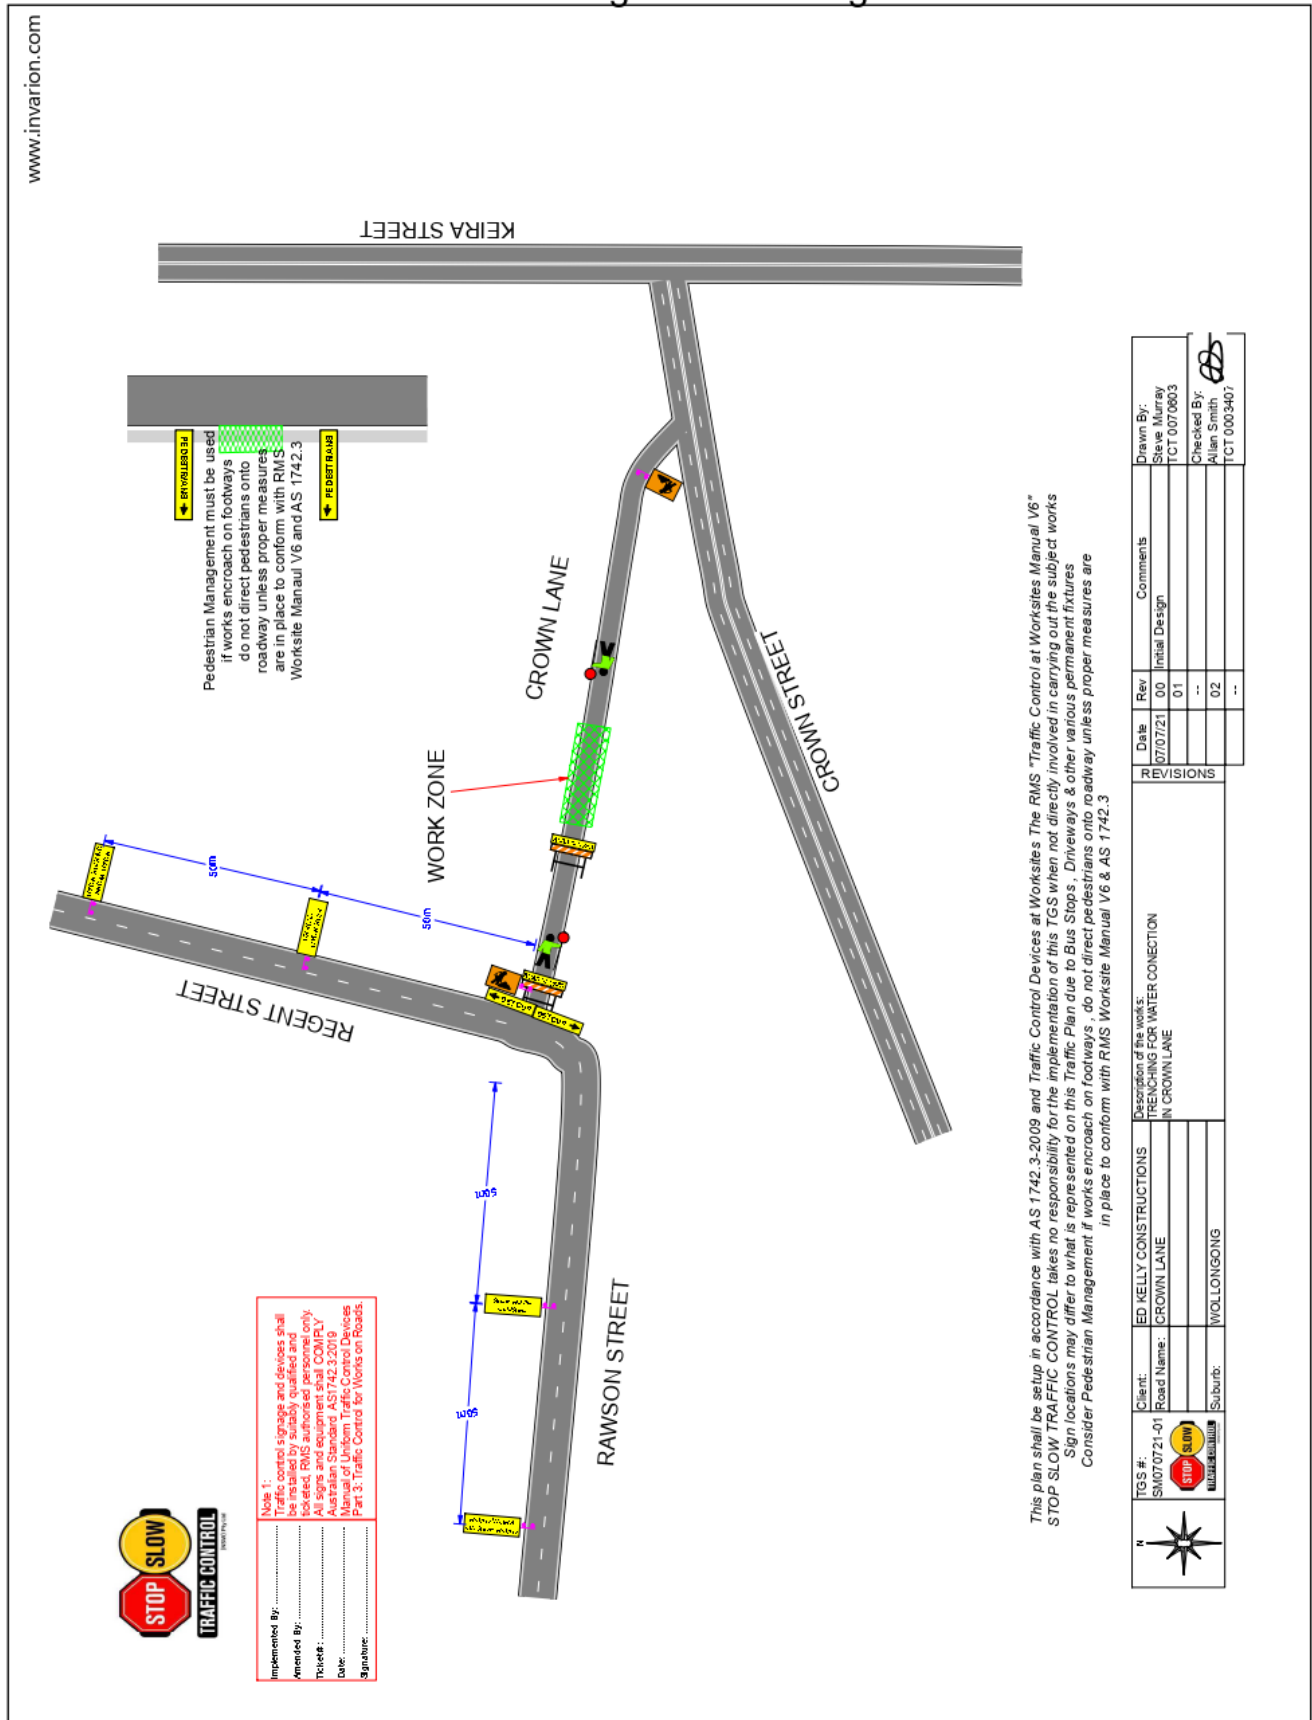 www.invarion.com
KEIRA STREET
PEDESTRIANS
PEDESTRIANS
Pedestrian Management must be used
if works encroach on footways
do not direct pedestrians onto
roadway unless proper measures
are in place to conform with RMS
Worksite Manaul V6 and AS 1742.3
CROWN LANE
CROWN STREET
WORK ZONE
50m
50m
REGENT STREET
DETOUR
DETOUR
50m
50m
RAWSON STREET
STOP
SLOW
TRAFFIC CONTROL
Implemented By:
Amended By:
Ticket#:
Date:
Signature:
Note 1:
Traffic control signage and devices shall
be installed by suitably qualified and
ticketed, RMS authorised personnel only.
All signs and equipment shall COMPLY
Australian Standard AS1742.3:2019
Manual of Uniform Traffic Control Devices
Part 3: Traffic Control for Works on Roads.
This plan shall be setup in accordance with AS 1742.3-2009 and Traffic Control Devices at Worksites The RMS "Traffic Control at Worksites Manual V6"
STOP SLOW TRAFFIC CONTROL takes no responsibility for the implementation of this TGS when not directly involved in carrying out the subject works
Sign locations may differ to what is represented on this Traffic Plan due to Bus Stops, Driveways & other various permanent fixtures
Consider Pedestrian Management if works encroach on footways, do not direct pedestrians onto roadway unless proper measures are
in place to conform with RMS Worksite Manual V6 & AS 1742.3
N
TGS #:
SM070721-01
STOP
SLOW
TRAFFIC CONTROL
Client: ED KELLY CONSTRUCTIONS
Road Name: CROWN LANE
Suburb: WOLLONGONG
Description of the works:
TRENCHING FOR WATER CONECTION
IN CROWN LANE
REVISIONS
Date Rev Comments
07/07/21 00 Initial Design
01
--
02
--
Drawn By:
Steve Murray
TCT 0070603
Checked By:
Allan Smith
TCT 0003407